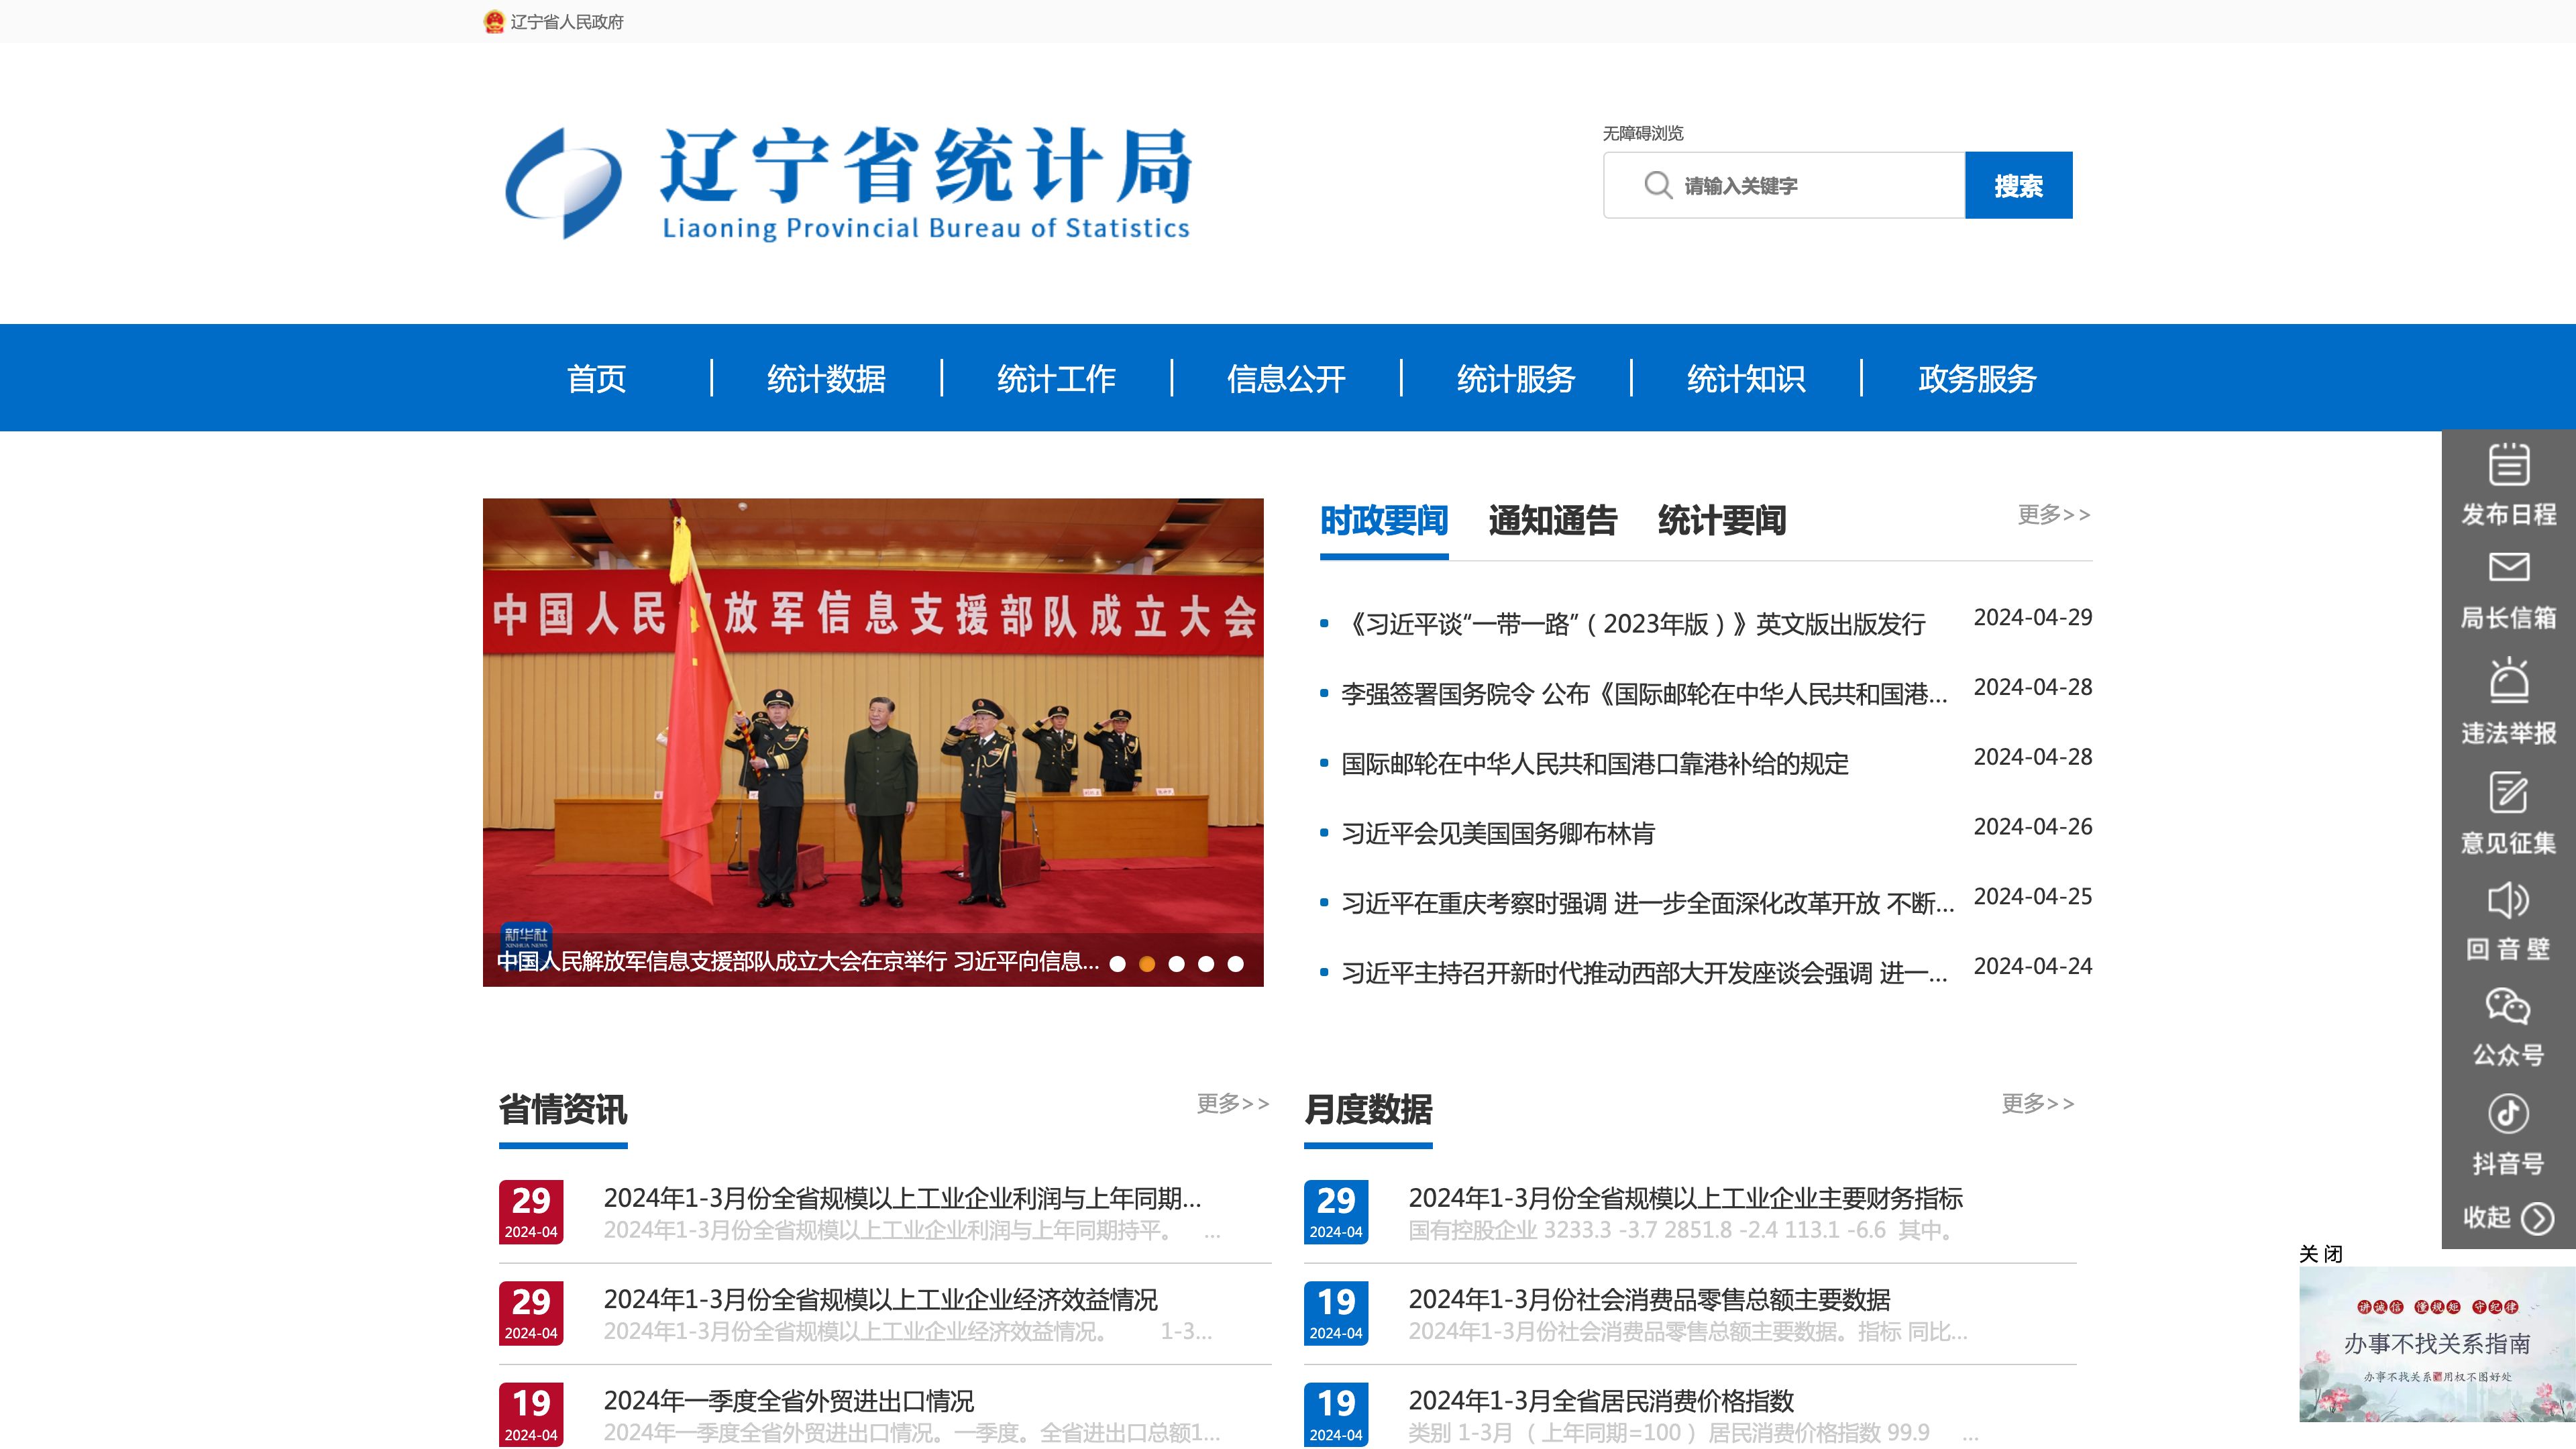 辽宁省人民政府
辽宁省统计局
Liaoning Provincial Bureau of Statistics
无障碍浏览
请输入关键字
搜索
首页
统计数据
统计工作
信息公开
统计服务
统计知识
政务服务
中国人民 放军信息支援部队成立大会
新华社
XINHUA NEWS
中国人民解放军信息支援部队成立大会在京举行 习近平向信息...
时政要闻
通知通告
统计要闻
更多>>
《习近平谈“一带一路”（2023年版）》英文版出版发行 2024-04-29
李强签署国务院令 公布《国际邮轮在中华人民共和国港... 2024-04-28
国际邮轮在中华人民共和国港口靠港补给的规定 2024-04-28
习近平会见美国国务卿布林肯 2024-04-26
习近平在重庆考察时强调 进一步全面深化改革开放 不断... 2024-04-25
习近平主持召开新时代推动西部大开发座谈会强调 进一... 2024-04-24
省情资讯
更多>>
29
2024-04
2024年1-3月份全省规模以上工业企业利润与上年同期...
2024年1-3月份全省规模以上工业企业利润与上年同期持平。 ...
29
2024-04
2024年1-3月份全省规模以上工业企业经济效益情况
2024年1-3月份全省规模以上工业企业经济效益情况。 1-3...
19
2024-04
2024年一季度全省外贸进出口情况
2024年一季度全省外贸进出口情况。一季度。全省进出口总额1...
月度数据
更多>>
29
2024-04
2024年1-3月份全省规模以上工业企业主要财务指标
国有控股企业 3233.3 -3.7 2851.8 -2.4 113.1 -6.6 其中。
19
2024-04
2024年1-3月份社会消费品零售总额主要数据
2024年1-3月份社会消费品零售总额主要数据。指标 同比...
19
2024-04
2024年1-3月全省居民消费价格指数
类别 1-3月（上年同期=100）居民消费价格指数 99.9 ...
发布日程
局长信箱
违法举报
意见征集
回音壁
公众号
抖音号
收起
关 闭
讲诚信 懂规矩 守纪律
办事不找关系指南
办事不找关系 用权不图好处